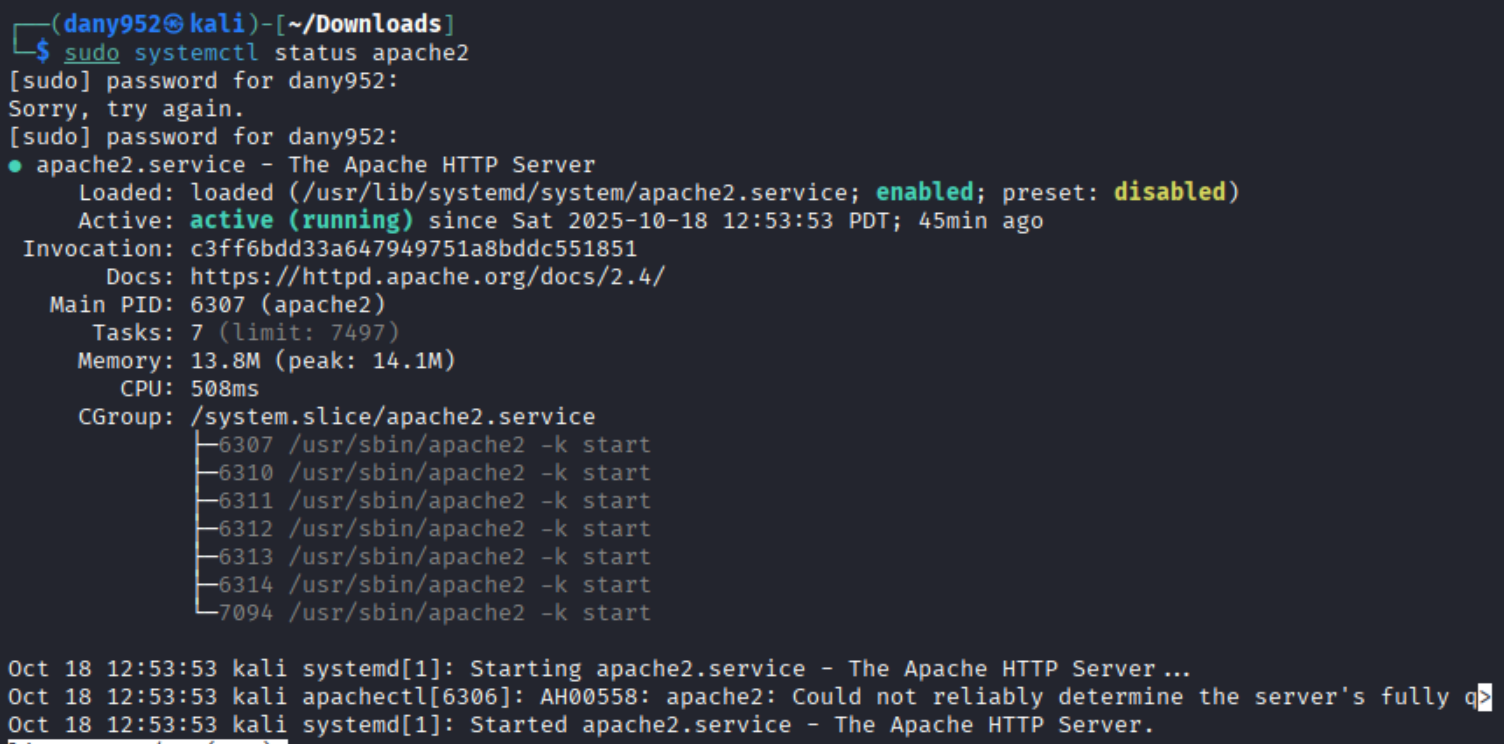 ┌──(dany952㉿kali)-[~/Downloads]
└─$ sudo systemctl status apache2
[sudo] password for dany952:
Sorry, try again.
[sudo] password for dany952:
● apache2.service - The Apache HTTP Server
Loaded: loaded (/usr/lib/systemd/system/apache2.service; enabled; preset: disabled)
Active: active (running) since Sat 2025-10-18 12:53:53 PDT; 45min ago
Invocation: c3ff6bdd33a647949751a8bddc551851
Docs: https://httpd.apache.org/docs/2.4/
Main PID: 6307 (apache2)
Tasks: 7 (limit: 7497)
Memory: 13.8M (peak: 14.1M)
CPU: 508ms
CGroup: /system.slice/apache2.service
├─6307 /usr/sbin/apache2 -k start
├─6310 /usr/sbin/apache2 -k start
├─6311 /usr/sbin/apache2 -k start
├─6312 /usr/sbin/apache2 -k start
├─6313 /usr/sbin/apache2 -k start
├─6314 /usr/sbin/apache2 -k start
└─7094 /usr/sbin/apache2 -k start
Oct 18 12:53:53 kali systemd[1]: Starting apache2.service - The Apache HTTP Server...
Oct 18 12:53:53 kali apachectl[6306]: AH00558: apache2: Could not reliably determine the server's fully q>
Oct 18 12:53:53 kali systemd[1]: Started apache2.service - The Apache HTTP Server.